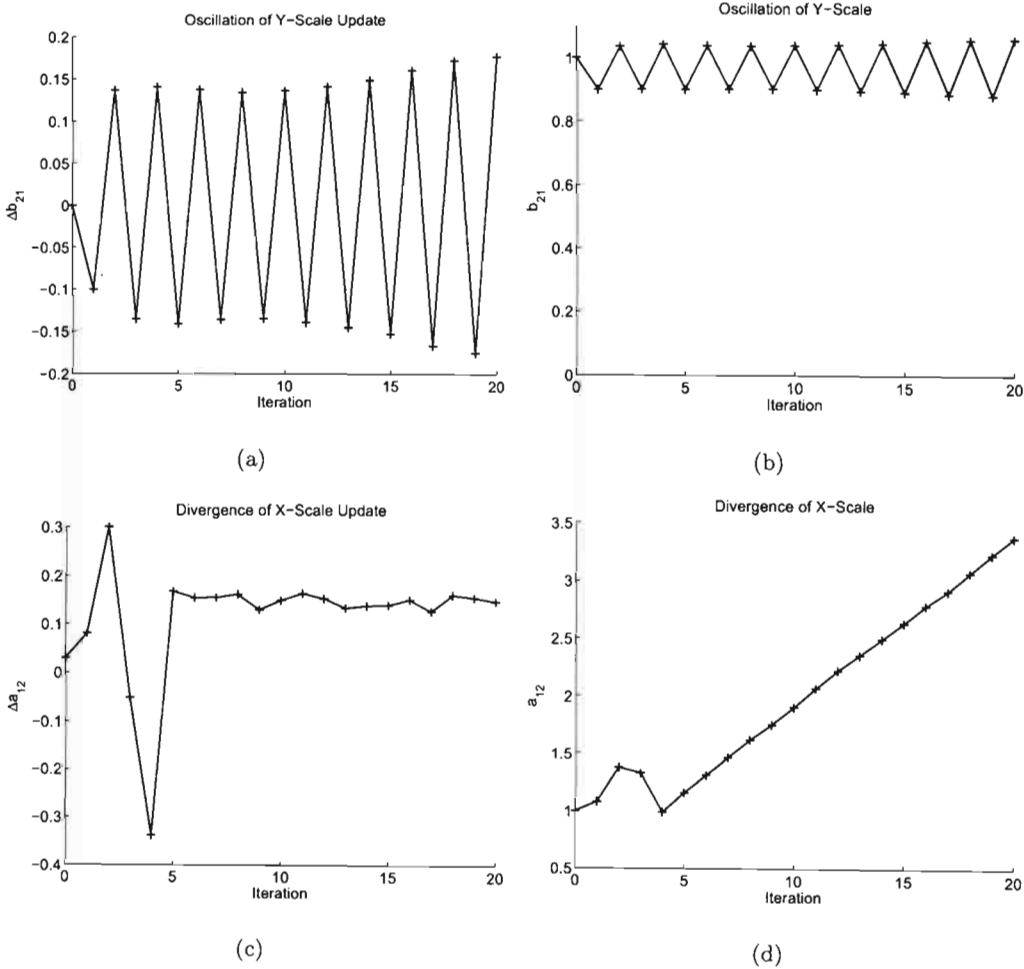 Oscillation of Y-Scale Update
0.2
0.15
0.1
0.05
0
-0.05
-0.1
-0.15
-0.2
Δb21
0 5 10 15 20
Iteration
(a)
Oscillation of Y-Scale
1
0.8
0.6
0.4
0.2
0
b21
0 5 10 15 20
Iteration
(b)
Divergence of X-Scale Update
0.3
0.2
0.1
0
-0.1
-0.2
-0.3
-0.4
Δa12
0 5 10 15 20
Iteration
(c)
Divergence of X-Scale
3.5
3
2.5
2
1.5
1
0.5
a12
0 5 10 15 20
Iteration
(d)